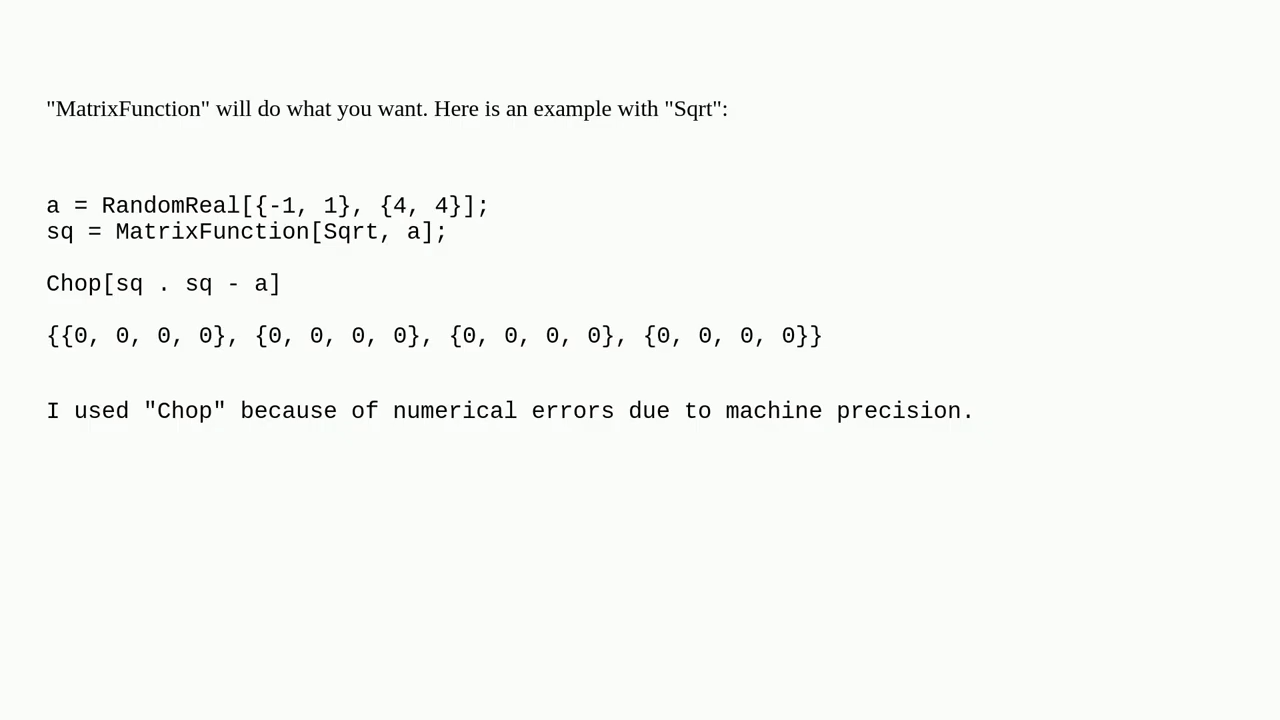 "MatrixFunction" will do what you want. Here is an example with "Sqrt":
a = RandomReal[{-1, 1}, {4, 4}];
sq = MatrixFunction[Sqrt, a];
Chop[sq . sq - a]
{{0, 0, 0, 0}, {0, 0, 0, 0}, {0, 0, 0, 0}, {0, 0, 0, 0}}
I used "Chop" because of numerical errors due to machine precision.